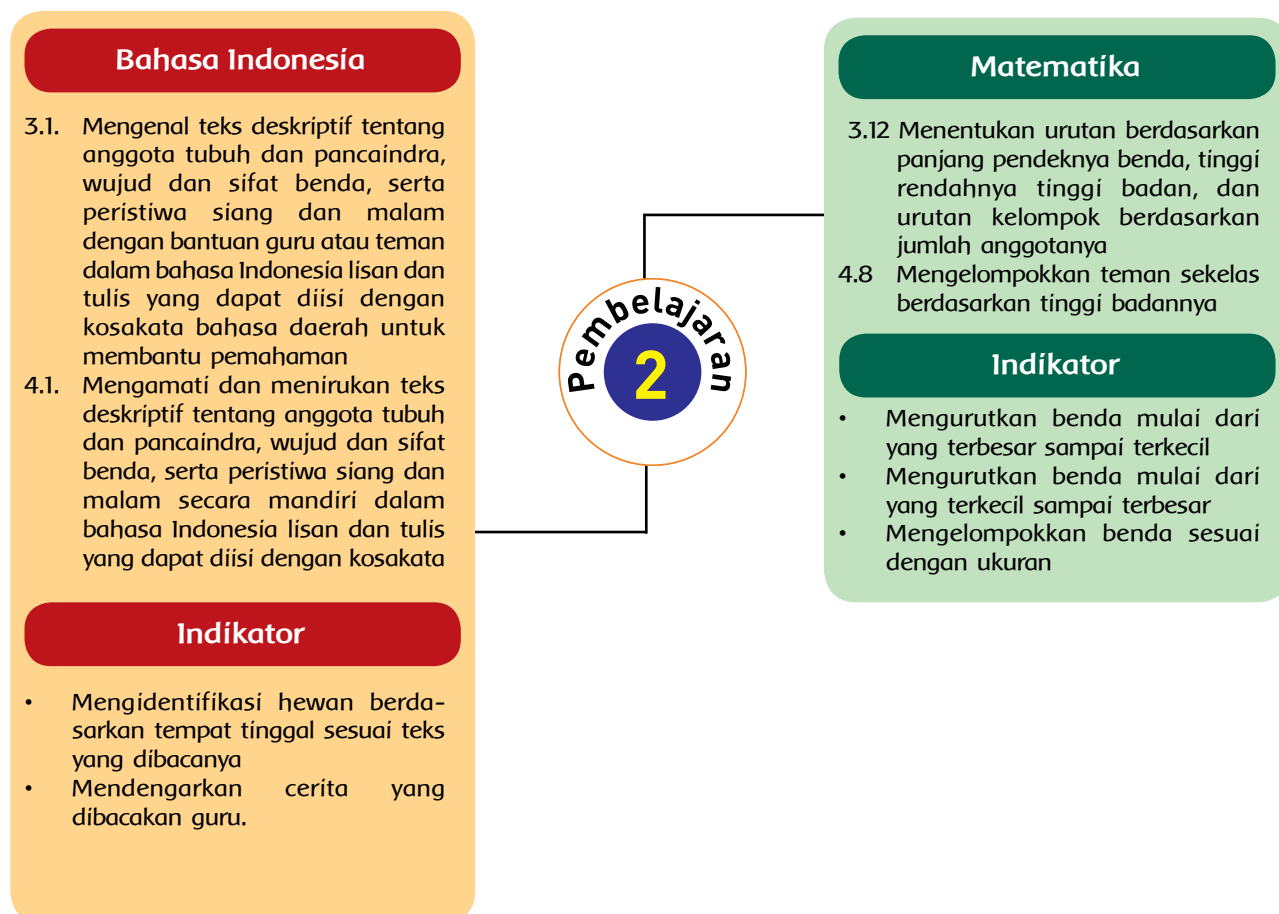 Bahasa Indonesia
3.1. Mengenal teks deskriptif tentang
anggota tubuh dan pancaindra,
wujud dan sifat benda, serta
peristiwa siang dan malam
dengan bantuan guru atau teman
dalam bahasa Indonesia lisan dan
tulis yang dapat diisi dengan
kosakata bahasa daerah untuk
membantu pemahaman
4.1. Mengamati dan menirukan teks
deskriptif tentang anggota tubuh
dan pancaindra, wujud dan sifat
benda, serta peristiwa siang dan
malam secara mandiri dalam
bahasa Indonesia lisan dan tulis
yang dapat diisi dengan kosakata
Indikator
• Mengidentifikasi hewan berda-
sarkan tempat tinggal sesuai teks
yang dibacanya
• Mendengarkan cerita yang
dibacakan guru.
Pembelajaran
2
Matematika
3.12 Menentukan urutan berdasarkan
panjang pendeknya benda, tinggi
rendahnya tinggi badan, dan
urutan kelompok berdasarkan
jumlah anggotanya
4.8 Mengelompokkan teman sekelas
berdasarkan tinggi badannya
Indikator
• Mengurutkan benda mulai dari
yang terbesar sampai terkecil
• Mengurutkan benda mulai dari
yang terkecil sampai terbesar
• Mengelompokkan benda sesuai
dengan ukuran